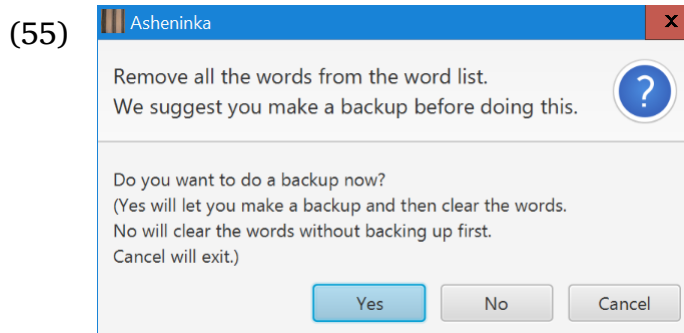 (55)
Asheninka
x
Remove all the words from the word list.
We suggest you make a backup before doing this.
?
Do you want to do a backup now?
(Yes will let you make a backup and then clear the words.
No will clear the words without backing up first.
Cancel will exit.)
Yes No Cancel